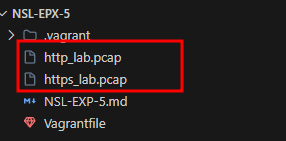 NSL-EPX-5
.vagrant
http_lab.pcap
https_lab.pcap
NSL-EXP-5.md
Vagrantfile